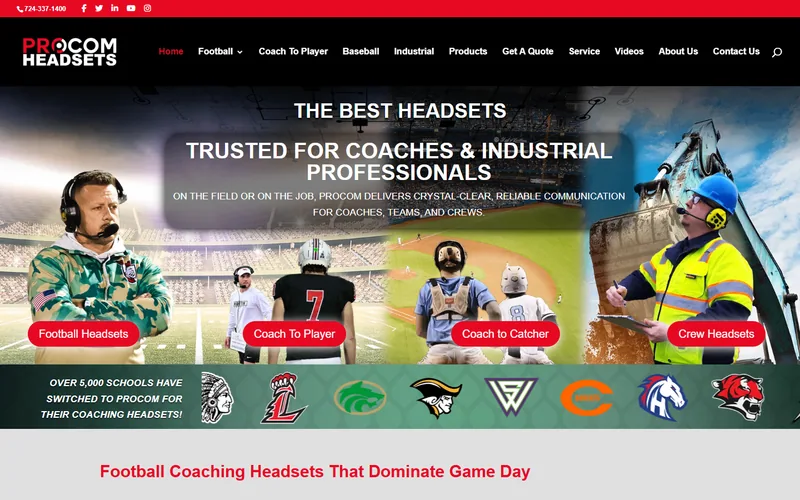 724-337-1400
PROCOM
HEADSETS
Home
Football
Coach To Player
Baseball
Industrial
Products
Get A Quote
Service
Videos
About Us
Contact Us
THE BEST HEADSETS
TRUSTED FOR COACHES & INDUSTRIAL
PROFESSIONALS
ON THE FIELD OR ON THE JOB, PROCOM DELIVERS CRYSTAL-CLEAR, RELIABLE COMMUNICATION
FOR COACHES, TEAMS, AND CREWS.
7
8
Football Headsets
Coach To Player
Coach to Catcher
Crew Headsets
OVER 5,000 SCHOOLS HAVE
SWITCHED TO PROCOM FOR
THEIR COACHING HEADSETS!
L
SW
C
H
Football Coaching Headsets That Dominate Game Day